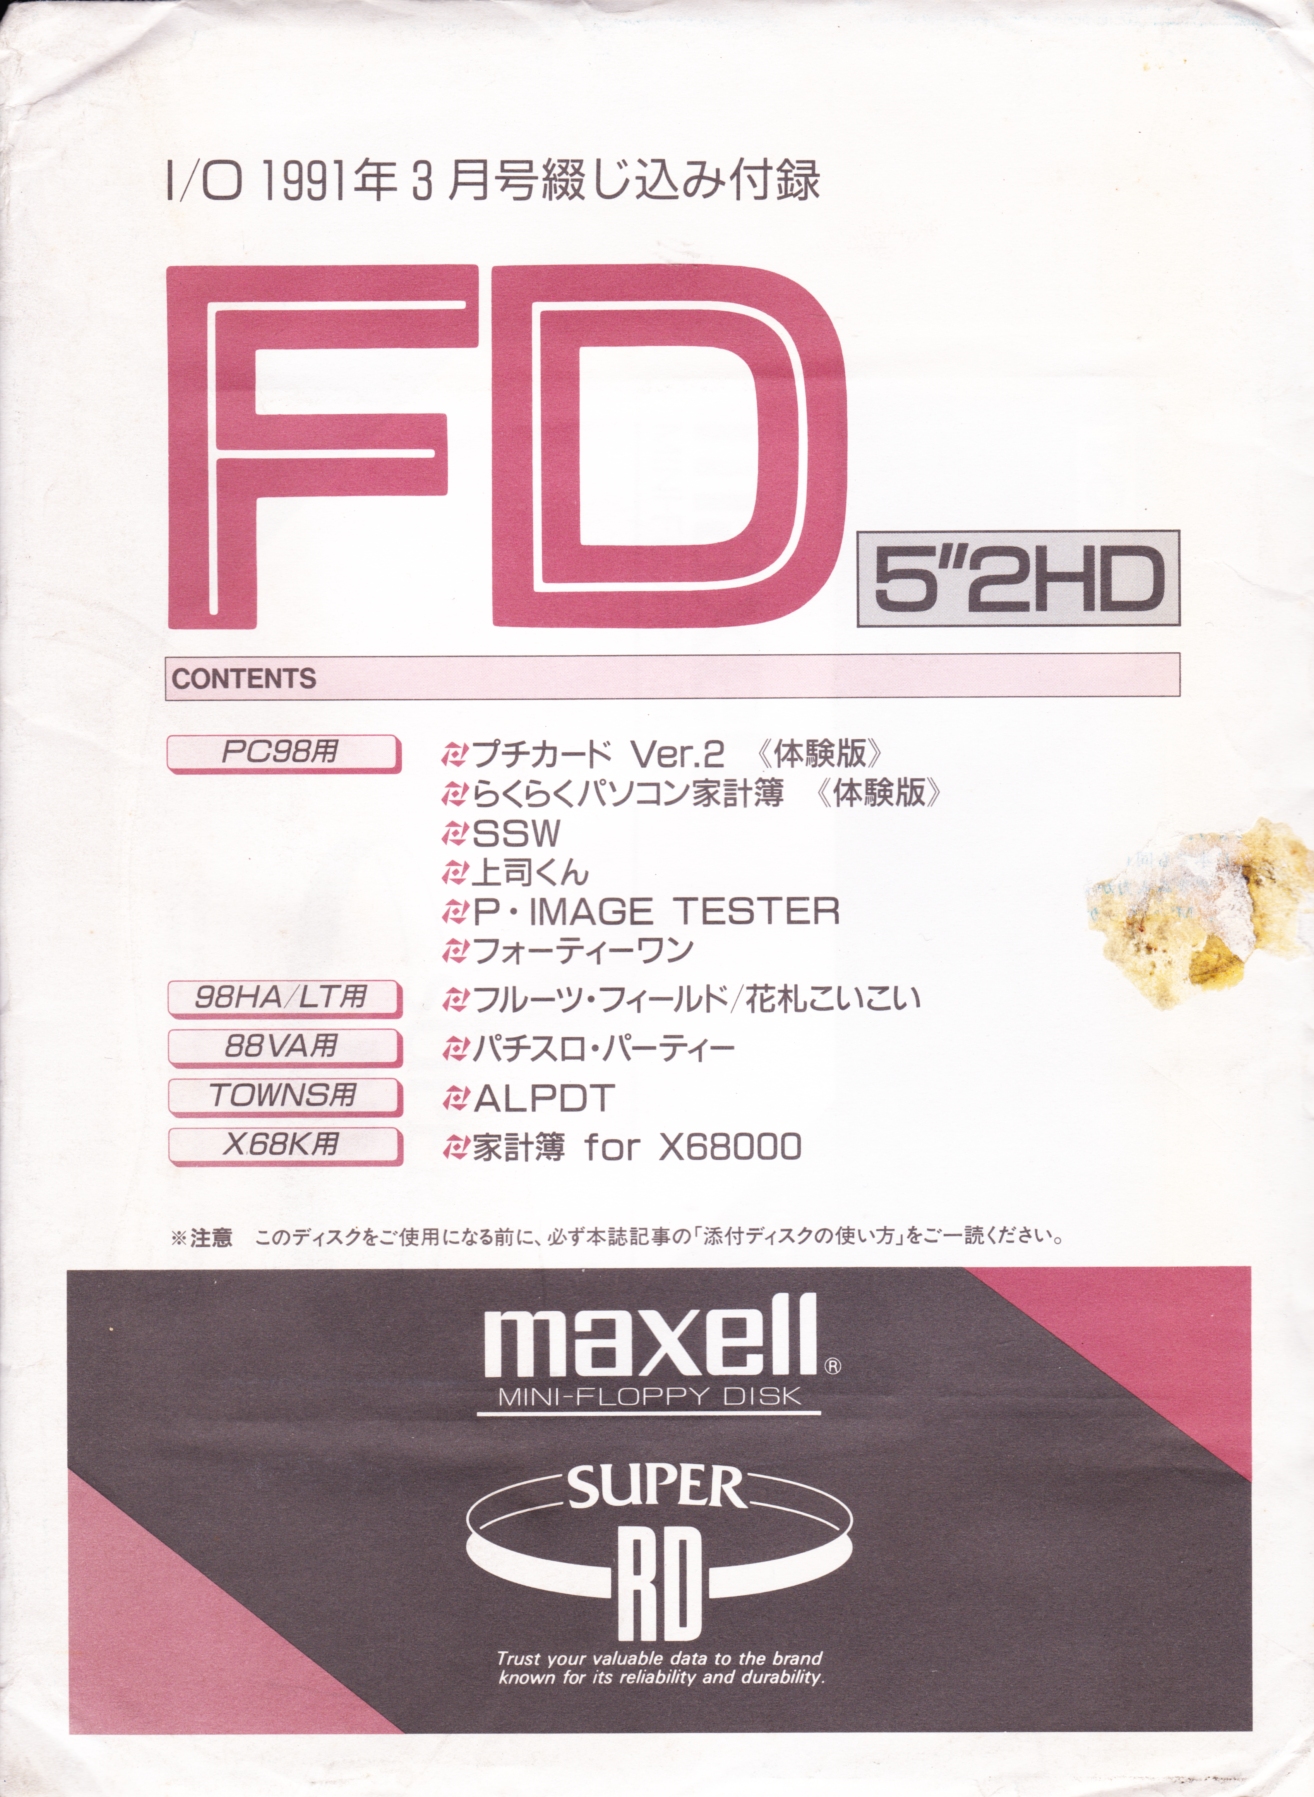 I/O 1991年3月号綴じ込み付録
FD
5"2HD
CONTENTS
PC98用
プチカード Ver.2 《体験版》
らくらくパソコン家計簿 《体験版》
SSW
上司くん
P・IMAGE TESTER
フォーティーワン
98HA/LT用
フルーツ・フィールド/花札こいこい
88VA用
パチスロ・パーティー
TOWNS用
ALPDT
X68K用
家計簿 for X68000
※注意 このディスクをご使用になる前に、必ず本誌記事の「添付ディスクの使い方」をご一読ください。
maxell®
MINI-FLOPPY DISK
SUPER
RD
Trust your valuable data to the brand
known for its reliability and durability.